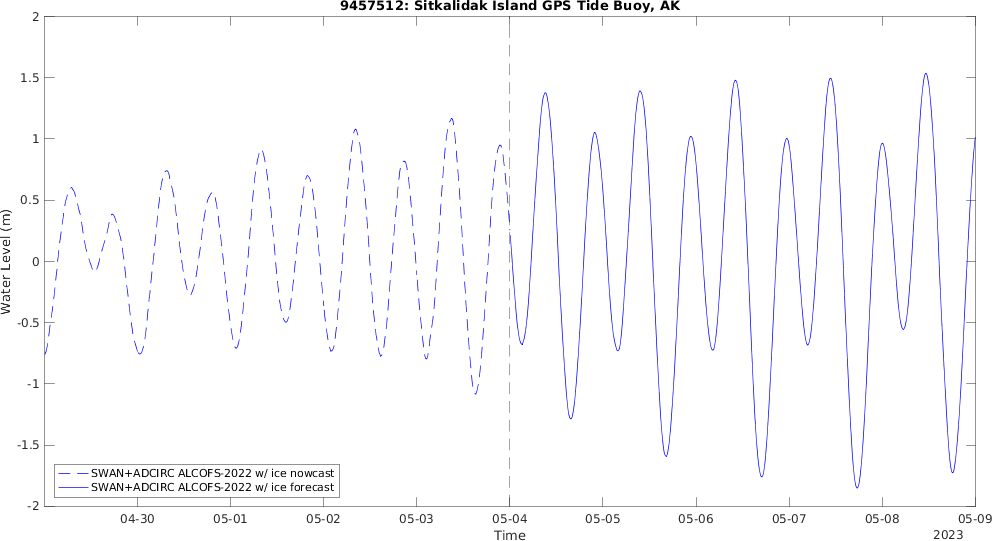 9457512: Sitkalidak Island GPS Tide Buoy, AK
2
1.5
1
0.5
0
-0.5
-1
-1.5
-2
Water Level (m)
SWAN+ADCIRC ALCOFS-2022 w/ ice nowcast
SWAN+ADCIRC ALCOFS-2022 w/ ice forecast
04-30 05-01 05-02 05-03 05-04 05-05 05-06 05-07 05-08 05-09
Time
2023